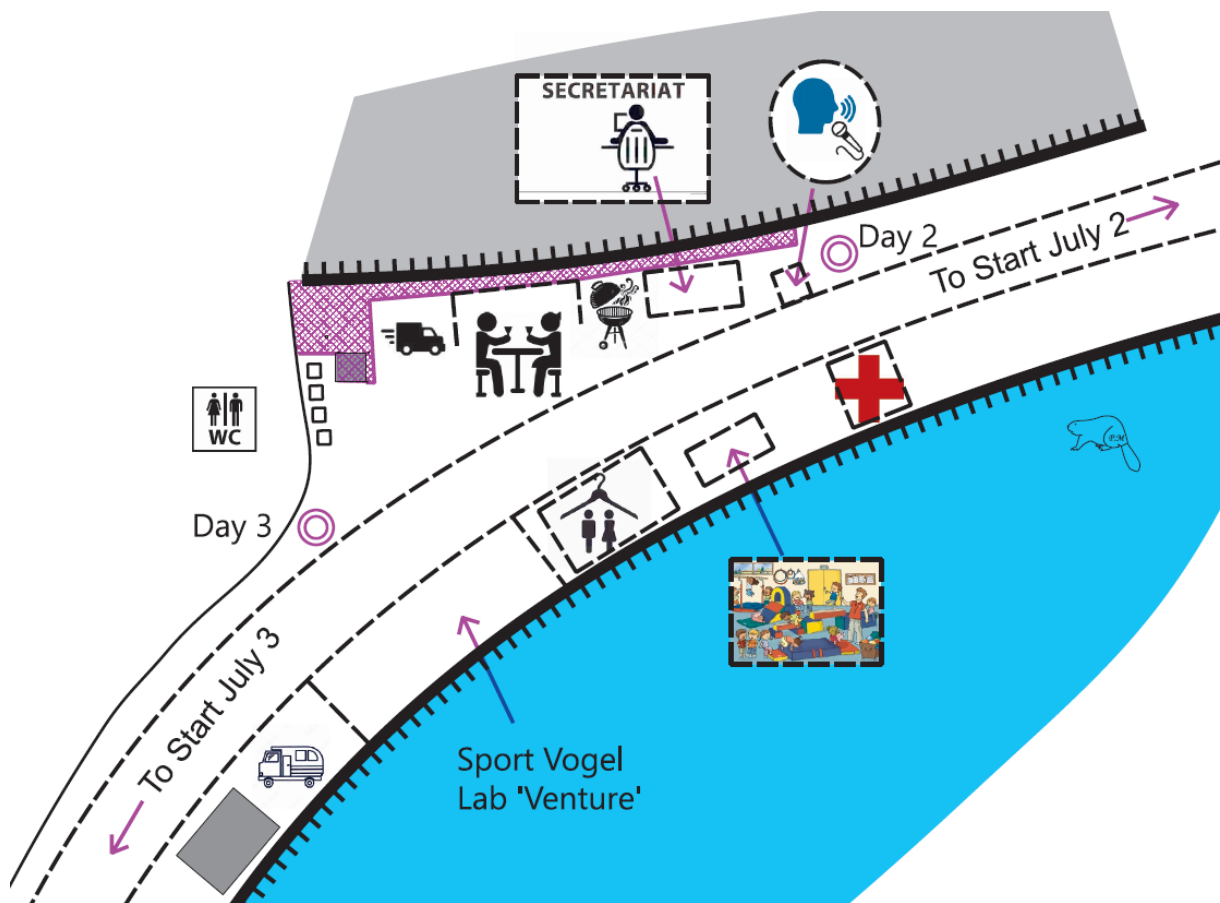 SECRETARIAT
Day 2
To Start July 2
WC
Day 3
To Start July 3
Sport Vogel
Lab 'Venture'
P.M